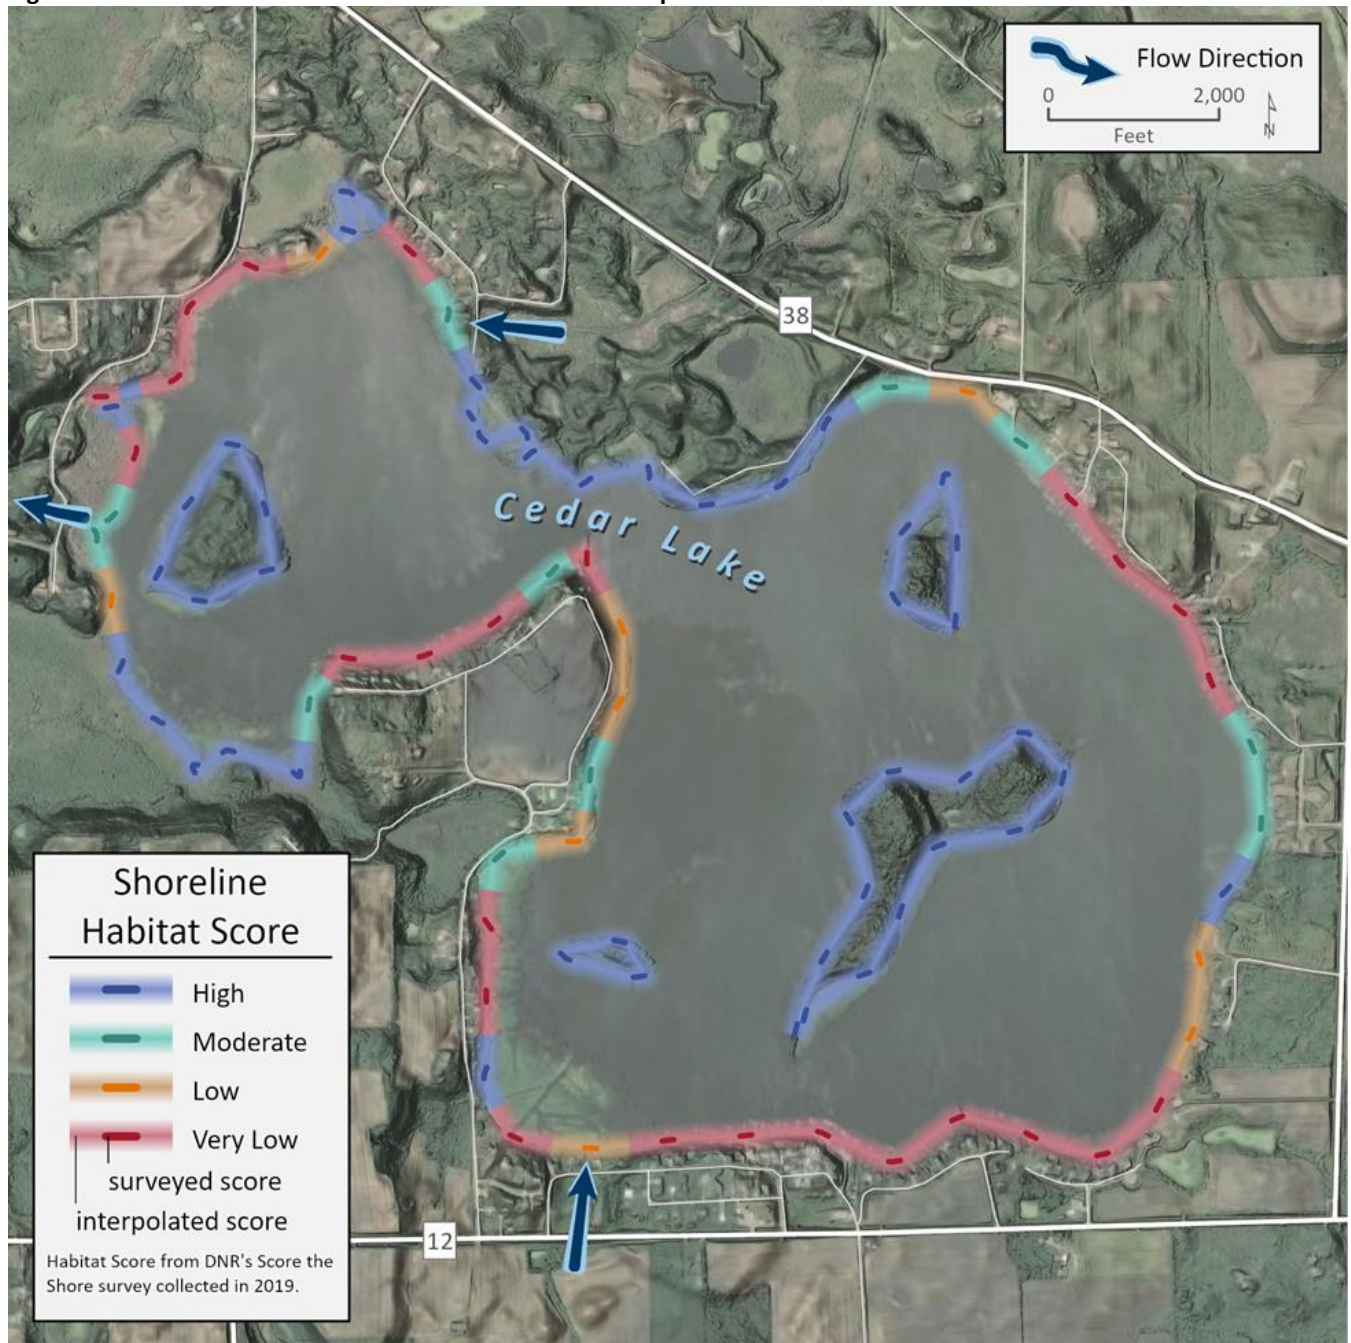 Flow Direction
0 2,000
Feet
N
38
Cedar Lake
Shoreline
Habitat Score
High
Moderate
Low
Very Low
surveyed score
interpolated score
Habitat Score from DNR's Score the
Shore survey collected in 2019.
12